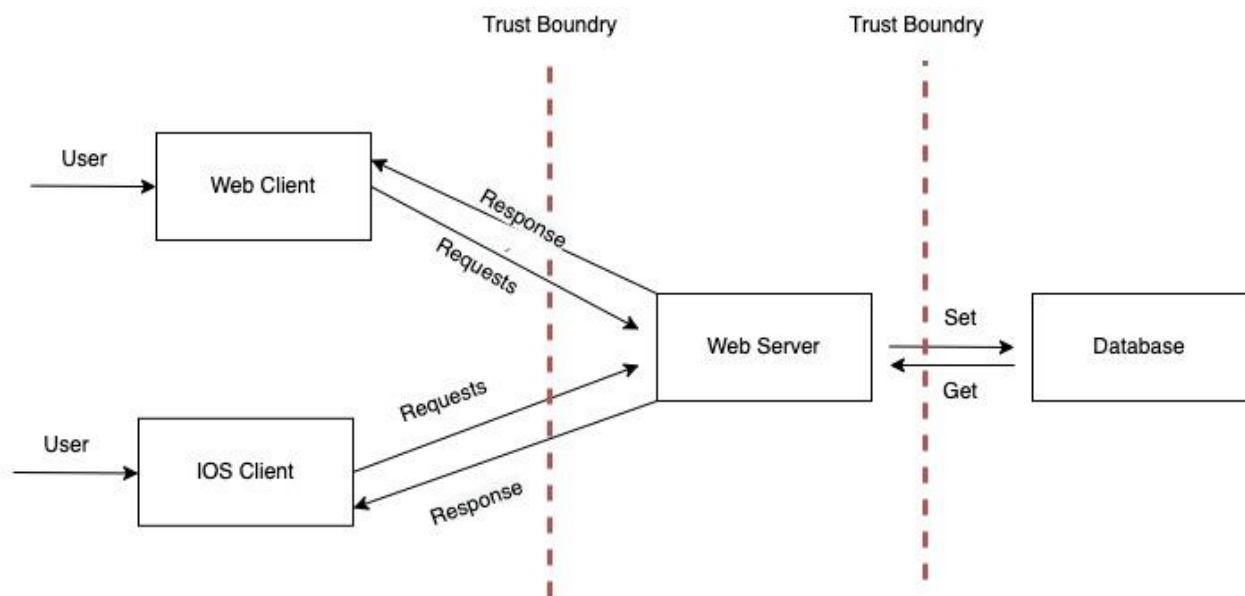 Trust Boundry
Trust Boundry
User
Web Client
Response
Requests
Web Server
Set
Get
Database
Requests
User
IOS Client
Response